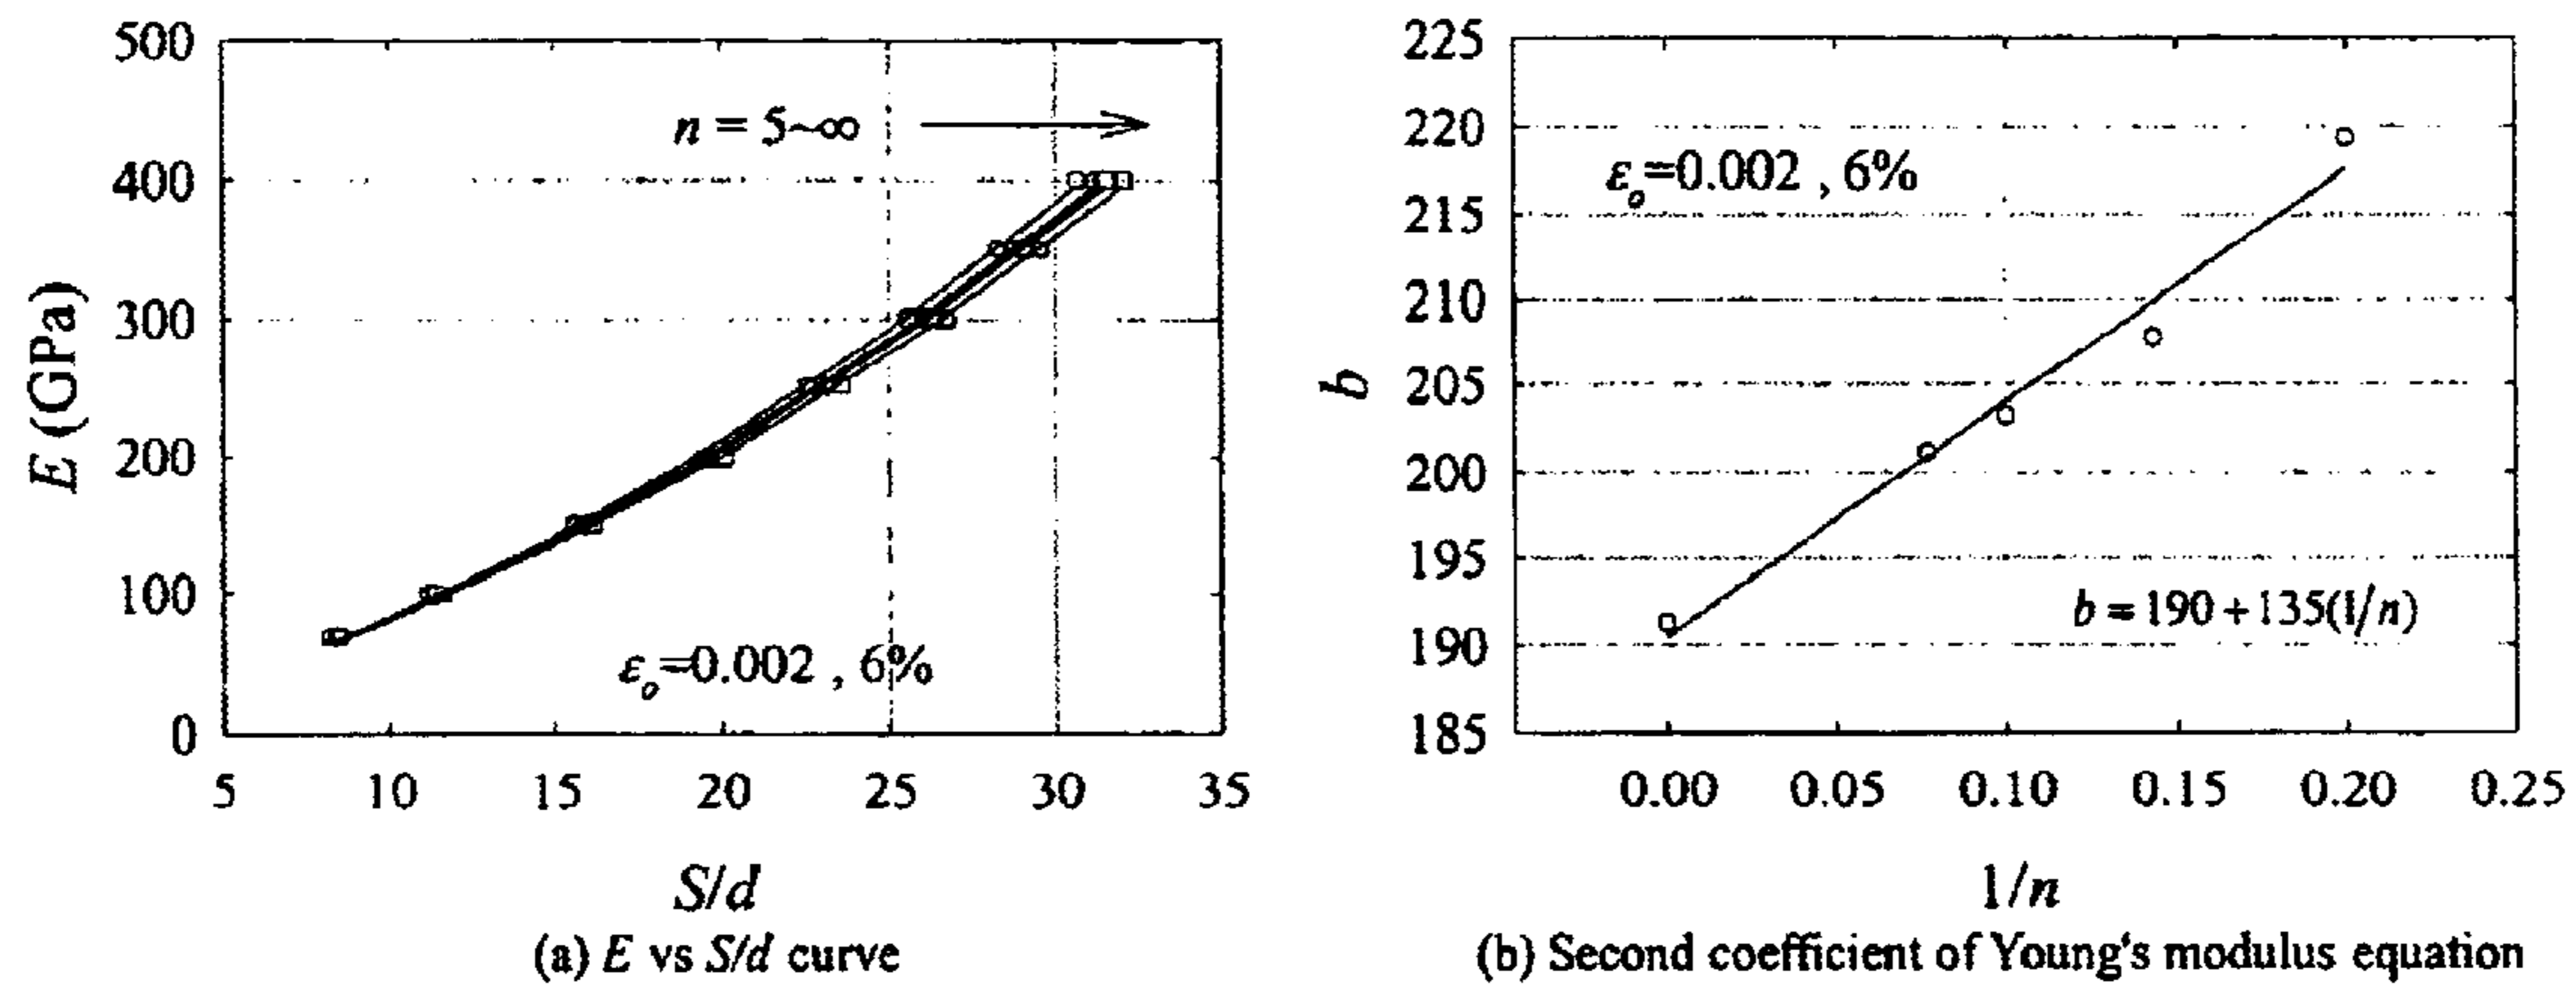 500
400
300
200
100
0
E (GPa)
n = 5~∞
εo=0.002 , 6%
5 10 15 20 25 30 35
S/d
(a) E vs S/d curve
225
220
215
210
205
200
195
190
185
b
εo=0.002 , 6%
b = 190 + 135(1/n)
0.00 0.05 0.10 0.15 0.20 0.25
1/n
(b) Second coefficient of Young's modulus equation